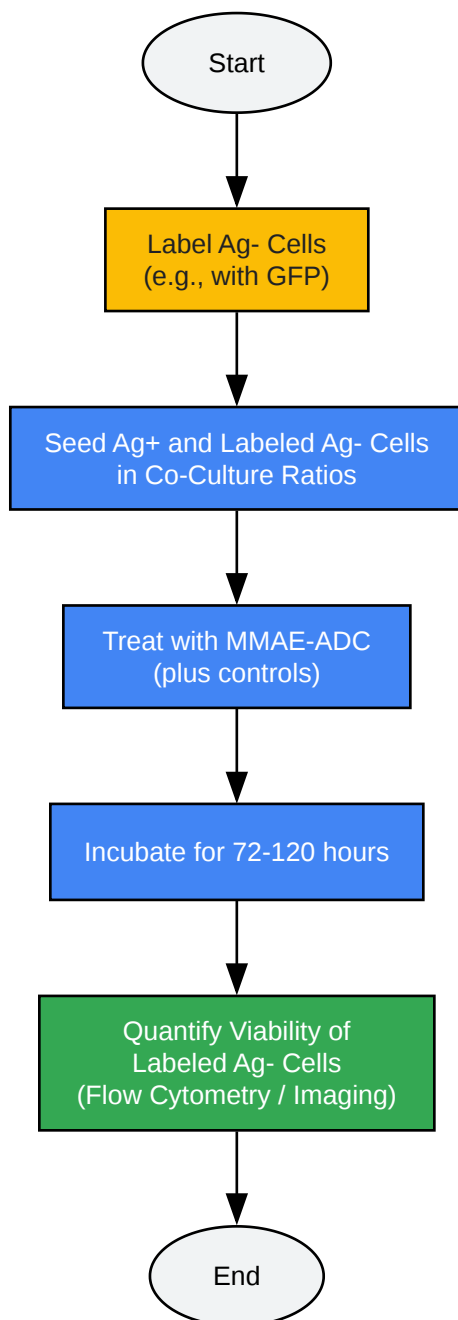 Start
Label Ag- Cells
(e.g., with GFP)
Seed Ag+ and Labeled Ag- Cells
in Co-Culture Ratios
Treat with MMAE-ADC
(plus controls)
Incubate for 72-120 hours
Quantify Viability of
Labeled Ag- Cells
(Flow Cytometry / Imaging)
End